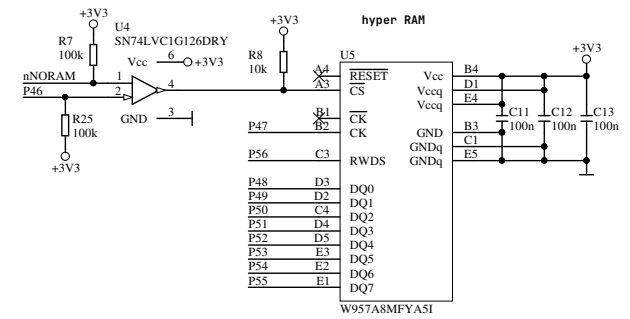 hyper RAM
+3V3
U4
SN74LVC1G126DRY
R7
100k
Vcc
6
+3V3
nNORAM
1
P46
2
4
R25
100k
GND
3
+3V3
+3V3
R8
10k
U5
A4
RESET
A3
CS
B1
CK
P47
B2
CK
P56
C3
RWDS
P48
D3
DQ0
P49
D2
DQ1
P50
C4
DQ2
P51
D4
DQ3
P52
D5
DQ4
P53
E3
DQ5
P54
E2
DQ6
P55
E1
DQ7
Vcc
B4
Vccq
D1
Vccq
E4
GND
B3
GNDq
C1
GNDq
E5
W957A8MFYA5I
+3V3
C11
100n
C12
100n
C13
100n